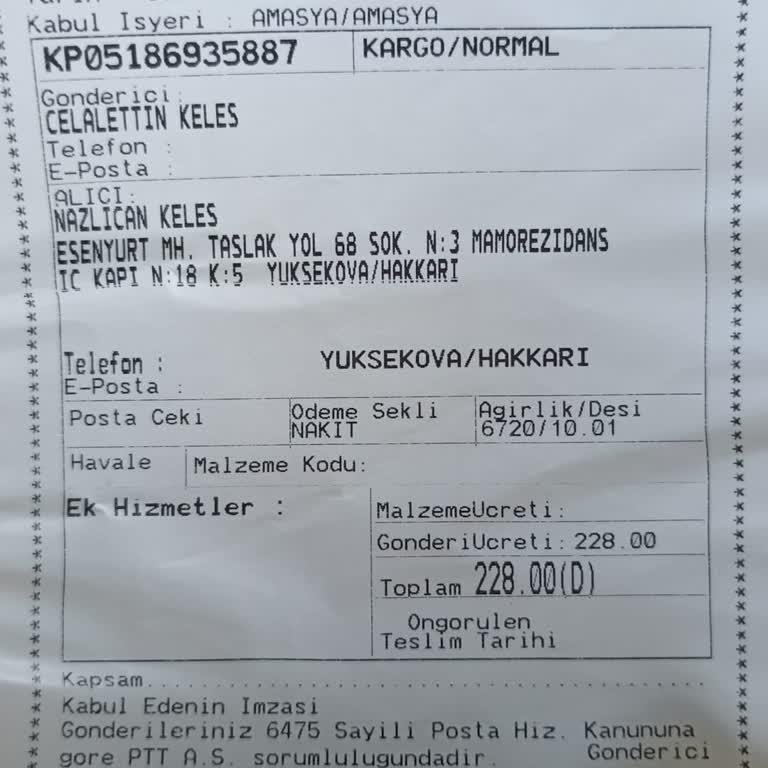 Kabul Isyeri : AMASYA/AMASYA
KP05186935887 KARGO/NORMAL
Gonderici :
CELALETTIN KELES
Telefon :
E-Posta :
ALICI:
NAZLICAN KELES
ESENYURT MH. TASLAK YOL 68 SOK. N:3 MAMOREZIDANS
IC KAPI N:18 K:5 YUKSEKOVA/HAKKARI
Telefon : YUKSEKOVA/HAKKARI
E-Posta :
Posta Ceki Odeme Sekli Agirlik/Desi
NAKIT 6720/10.01
Havale Malzeme Kodu:
Ek Hizmetler : MalzemeUcreti:
GonderiUcreti: 228.00
Toplam 228.00(D)
Ongorulen
Teslim Tarihi
Kapsam.............................................
Kabul Edenin Imzasi
Gonderileriniz 6475 Sayili Posta Hiz. Kanununa
gore PTT A.S. sorumlulugundadir. Gonderici